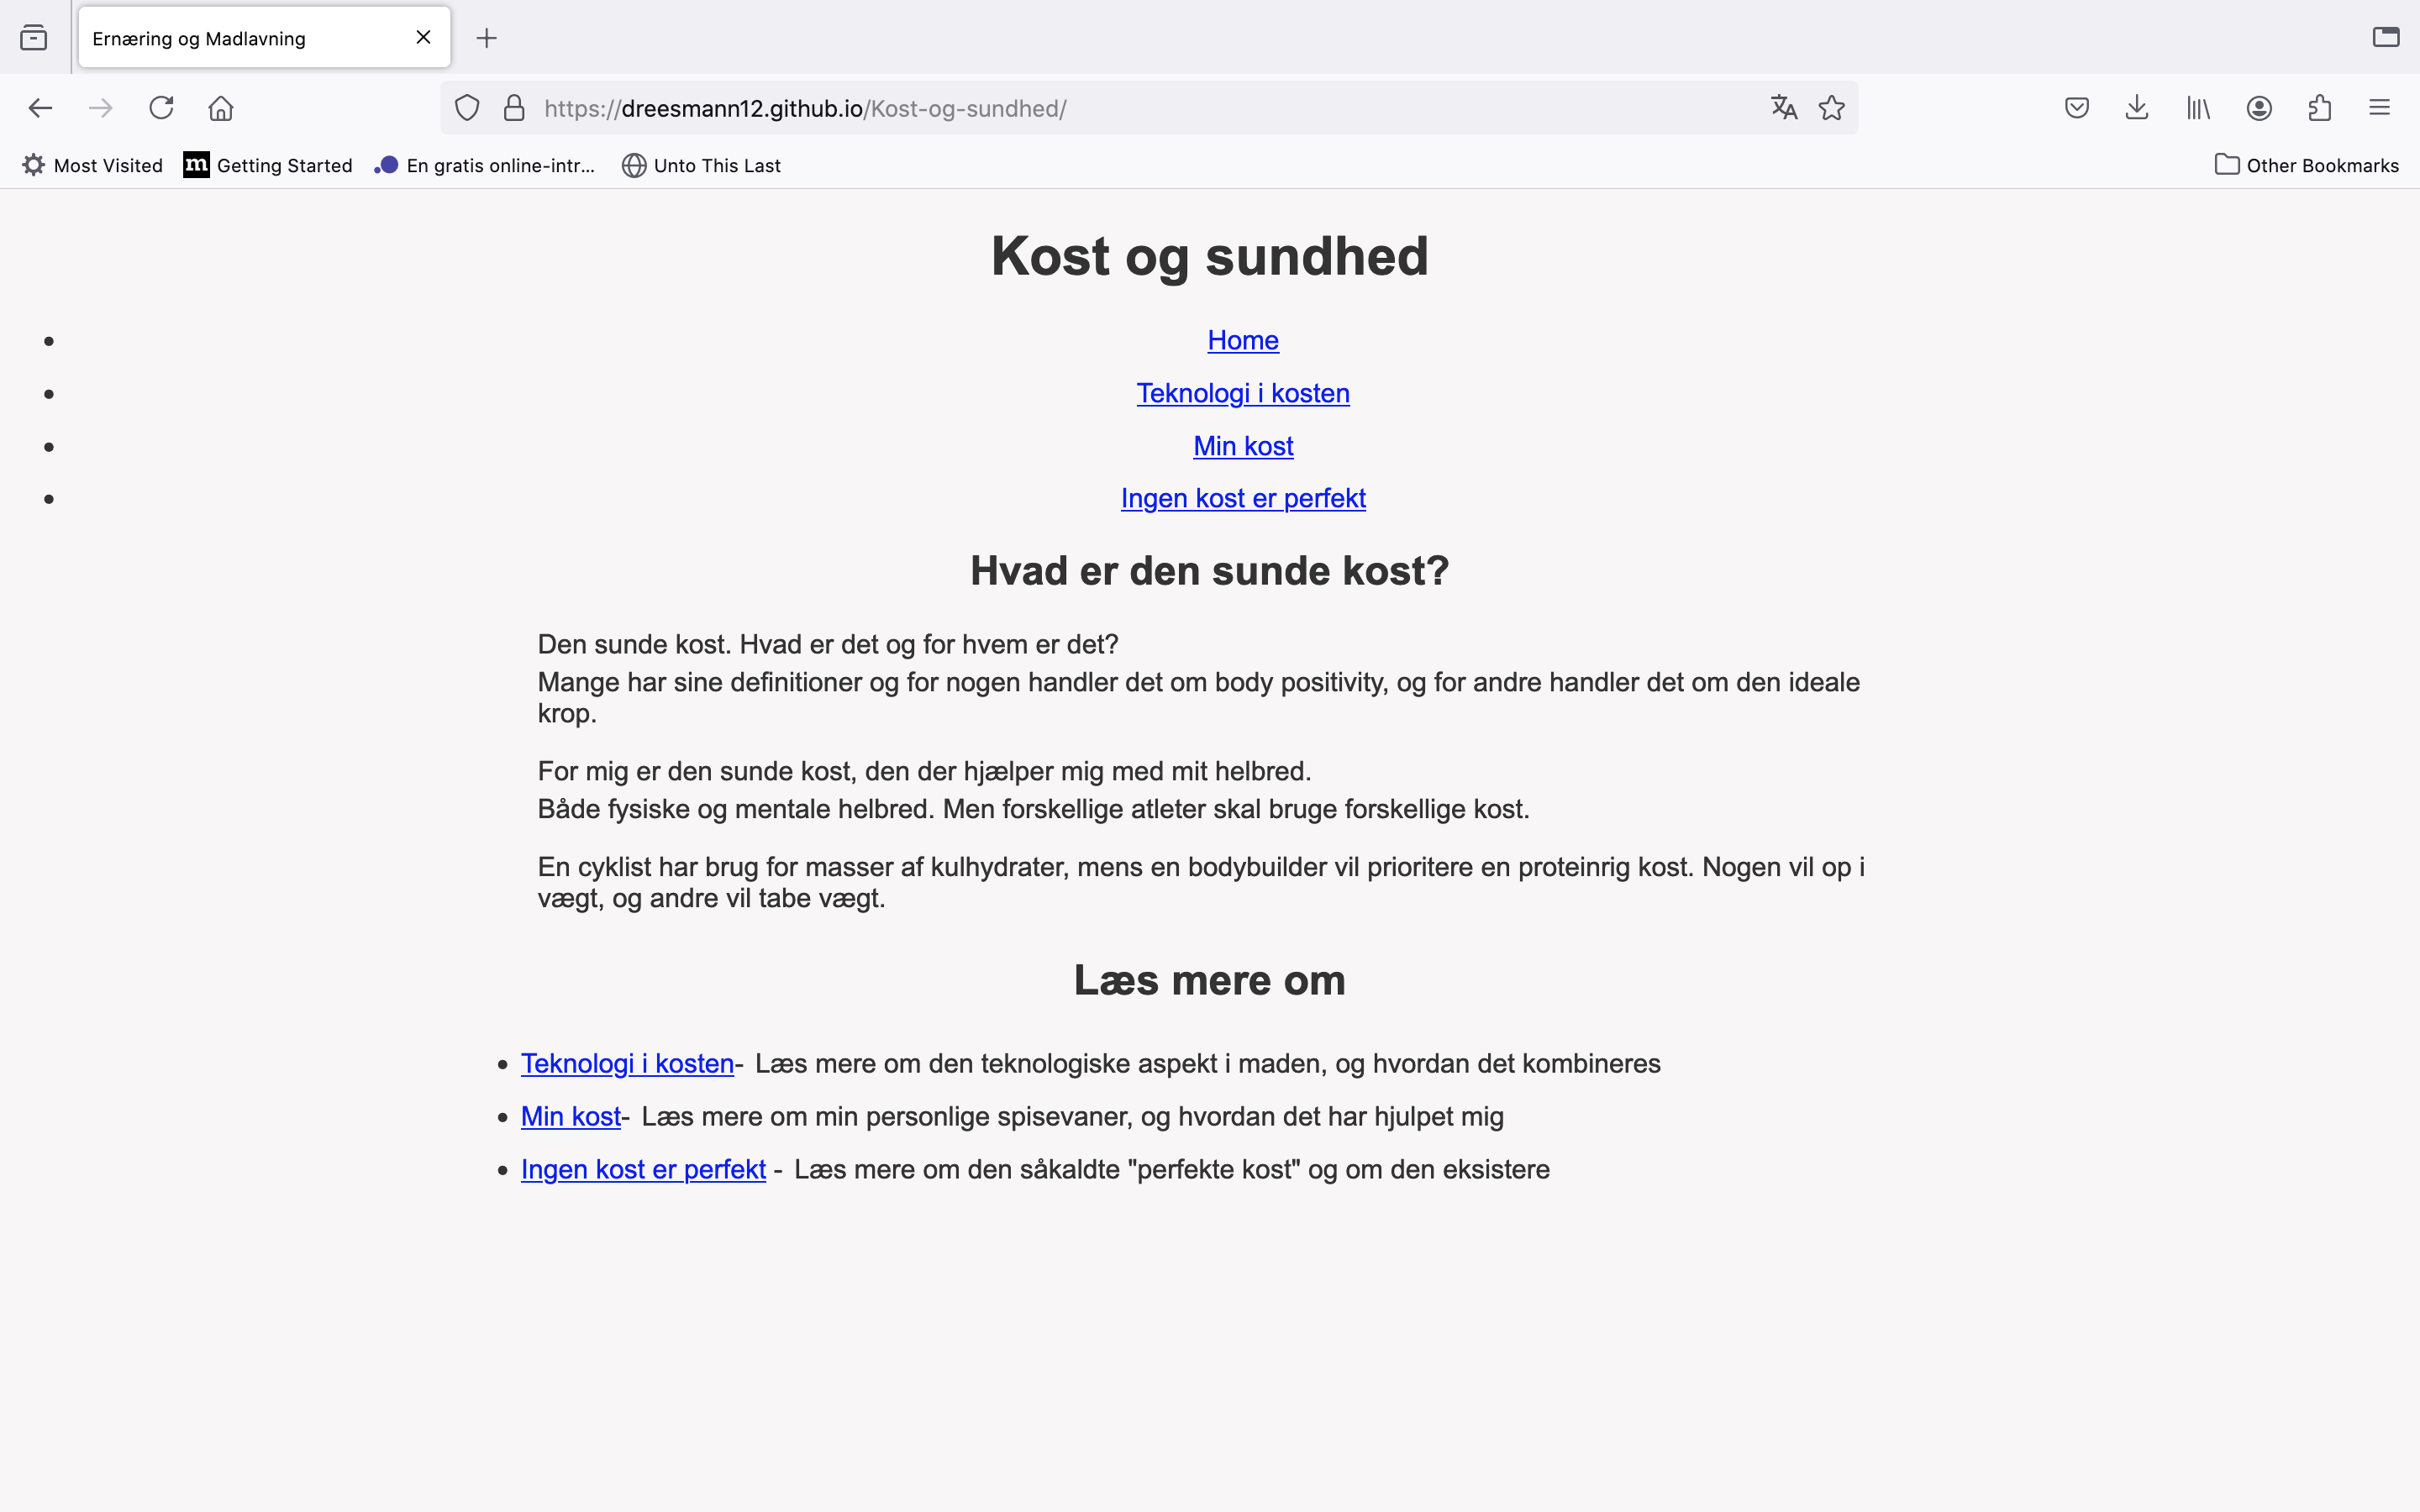 Ernæring og Madlavning
https://dreesmann12.github.io/Kost-og-sundhed/
Most Visited
m Getting Started
En gratis online-intr...
Unto This Last
Other Bookmarks
Kost og sundhed
Home
Teknologi i kosten
Min kost
Ingen kost er perfekt
Hvad er den sunde kost?
Den sunde kost. Hvad er det og for hvem er det?
Mange har sine definitioner og for nogen handler det om body positivity, og for andre handler det om den ideale
krop.
For mig er den sunde kost, den der hjælper mig med mit helbred.
Både fysiske og mentale helbred. Men forskellige atleter skal bruge forskellige kost.
En cyklist har brug for masser af kulhydrater, mens en bodybuilder vil prioritere en proteinrig kost. Nogen vil op i
vægt, og andre vil tabe vægt.
Læs mere om
Teknologi i kosten- Læs mere om den teknologiske aspekt i maden, og hvordan det kombineres
Min kost- Læs mere om min personlige spisevaner, og hvordan det har hjulpet mig
Ingen kost er perfekt - Læs mere om den såkaldte "perfekte kost" og om den eksistere